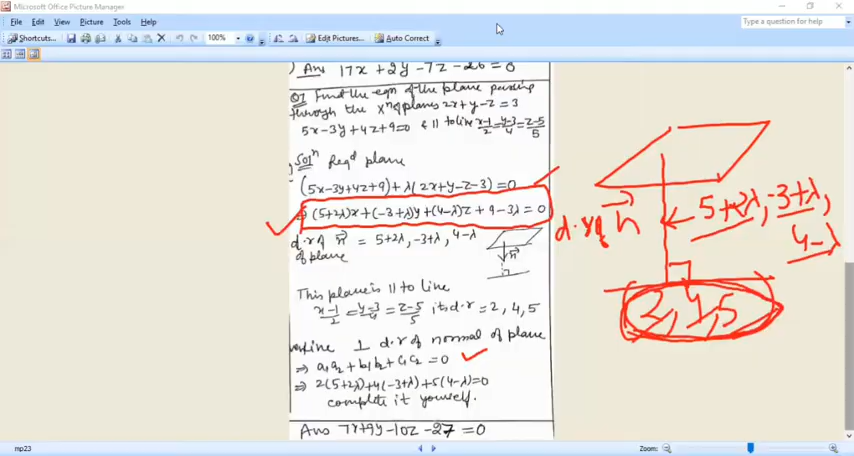 Microsoft Office Picture Manager
File Edit View Picture Tools Help
Type a question for help
Shortcuts... 100% Edit Pictures... Auto Correct
) Ans 17x + 2y - 7z - 26 = 0
Q7 Find the eqn of the plane passing
through the Xn of planes 2x+y-z=3
5x-3y+4z+9=0 & || to line x-1/2 = y-3/4 = z-5/5
Soln Reqd plane
(5x-3y+4z+9)+λ(2x+y-z-3)=0
⇒ (5+2λ)x+(-3+λ)y+(4-λ)z+9-3λ=0
d.r of n⃗ = 5+2λ, -3+λ, 4-λ
of plane
n⃗
This plane is || to line
x-1/2 = y-3/4 = z-5/5 its d.r = 2, 4, 5
line ⊥ d.r of normal of plane
⇒ a₁a₂+b₁b₂+c₁c₂=0
⇒ 2(5+2λ)+4(-3+λ)+5(4-λ)=0
complete it yourself.
Ans 7x+9y-10z-27=0
d.r of n⃗
5+2λ, -3+λ,
4-λ
2,4,5
mp23
Zoom: